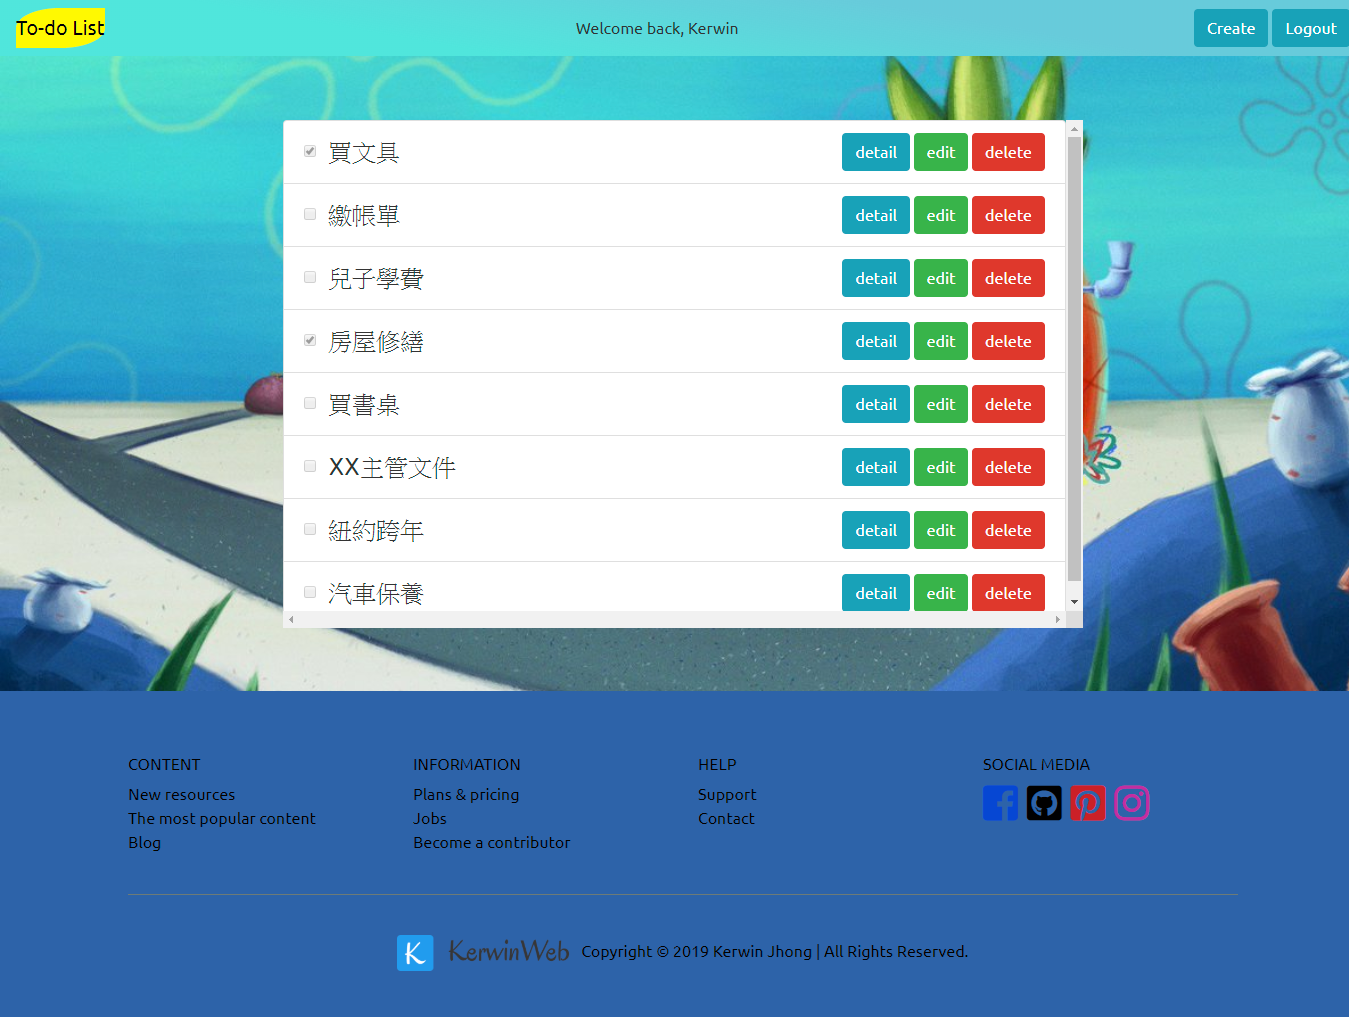 To-do List Welcome back, Kerwin Create Logout
買文具 detail edit delete
繳帳單 detail edit delete
兒子學費 detail edit delete
房屋修繕 detail edit delete
買書桌 detail edit delete
XX主管文件 detail edit delete
紐約跨年 detail edit delete
汽車保養 detail edit delete
CONTENT
New resources
The most popular content
Blog
INFORMATION
Plans & pricing
Jobs
Become a contributor
HELP
Support
Contact
SOCIAL MEDIA
K KerwinWeb Copyright © 2019 Kerwin Jhong | All Rights Reserved.